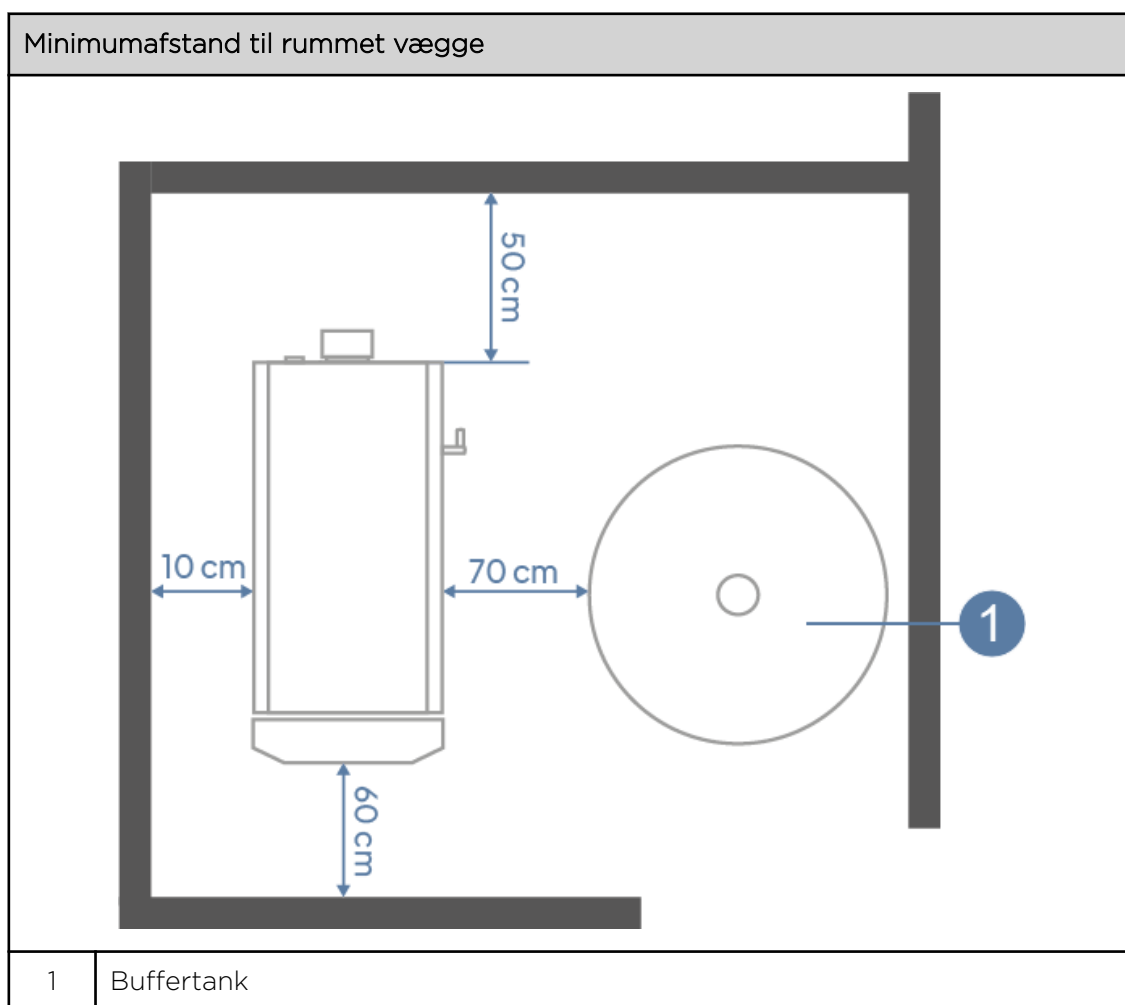 Minimumafstand til rummet vægge
50 cm
10 cm
70 cm
1
60 cm
1 Buffertank